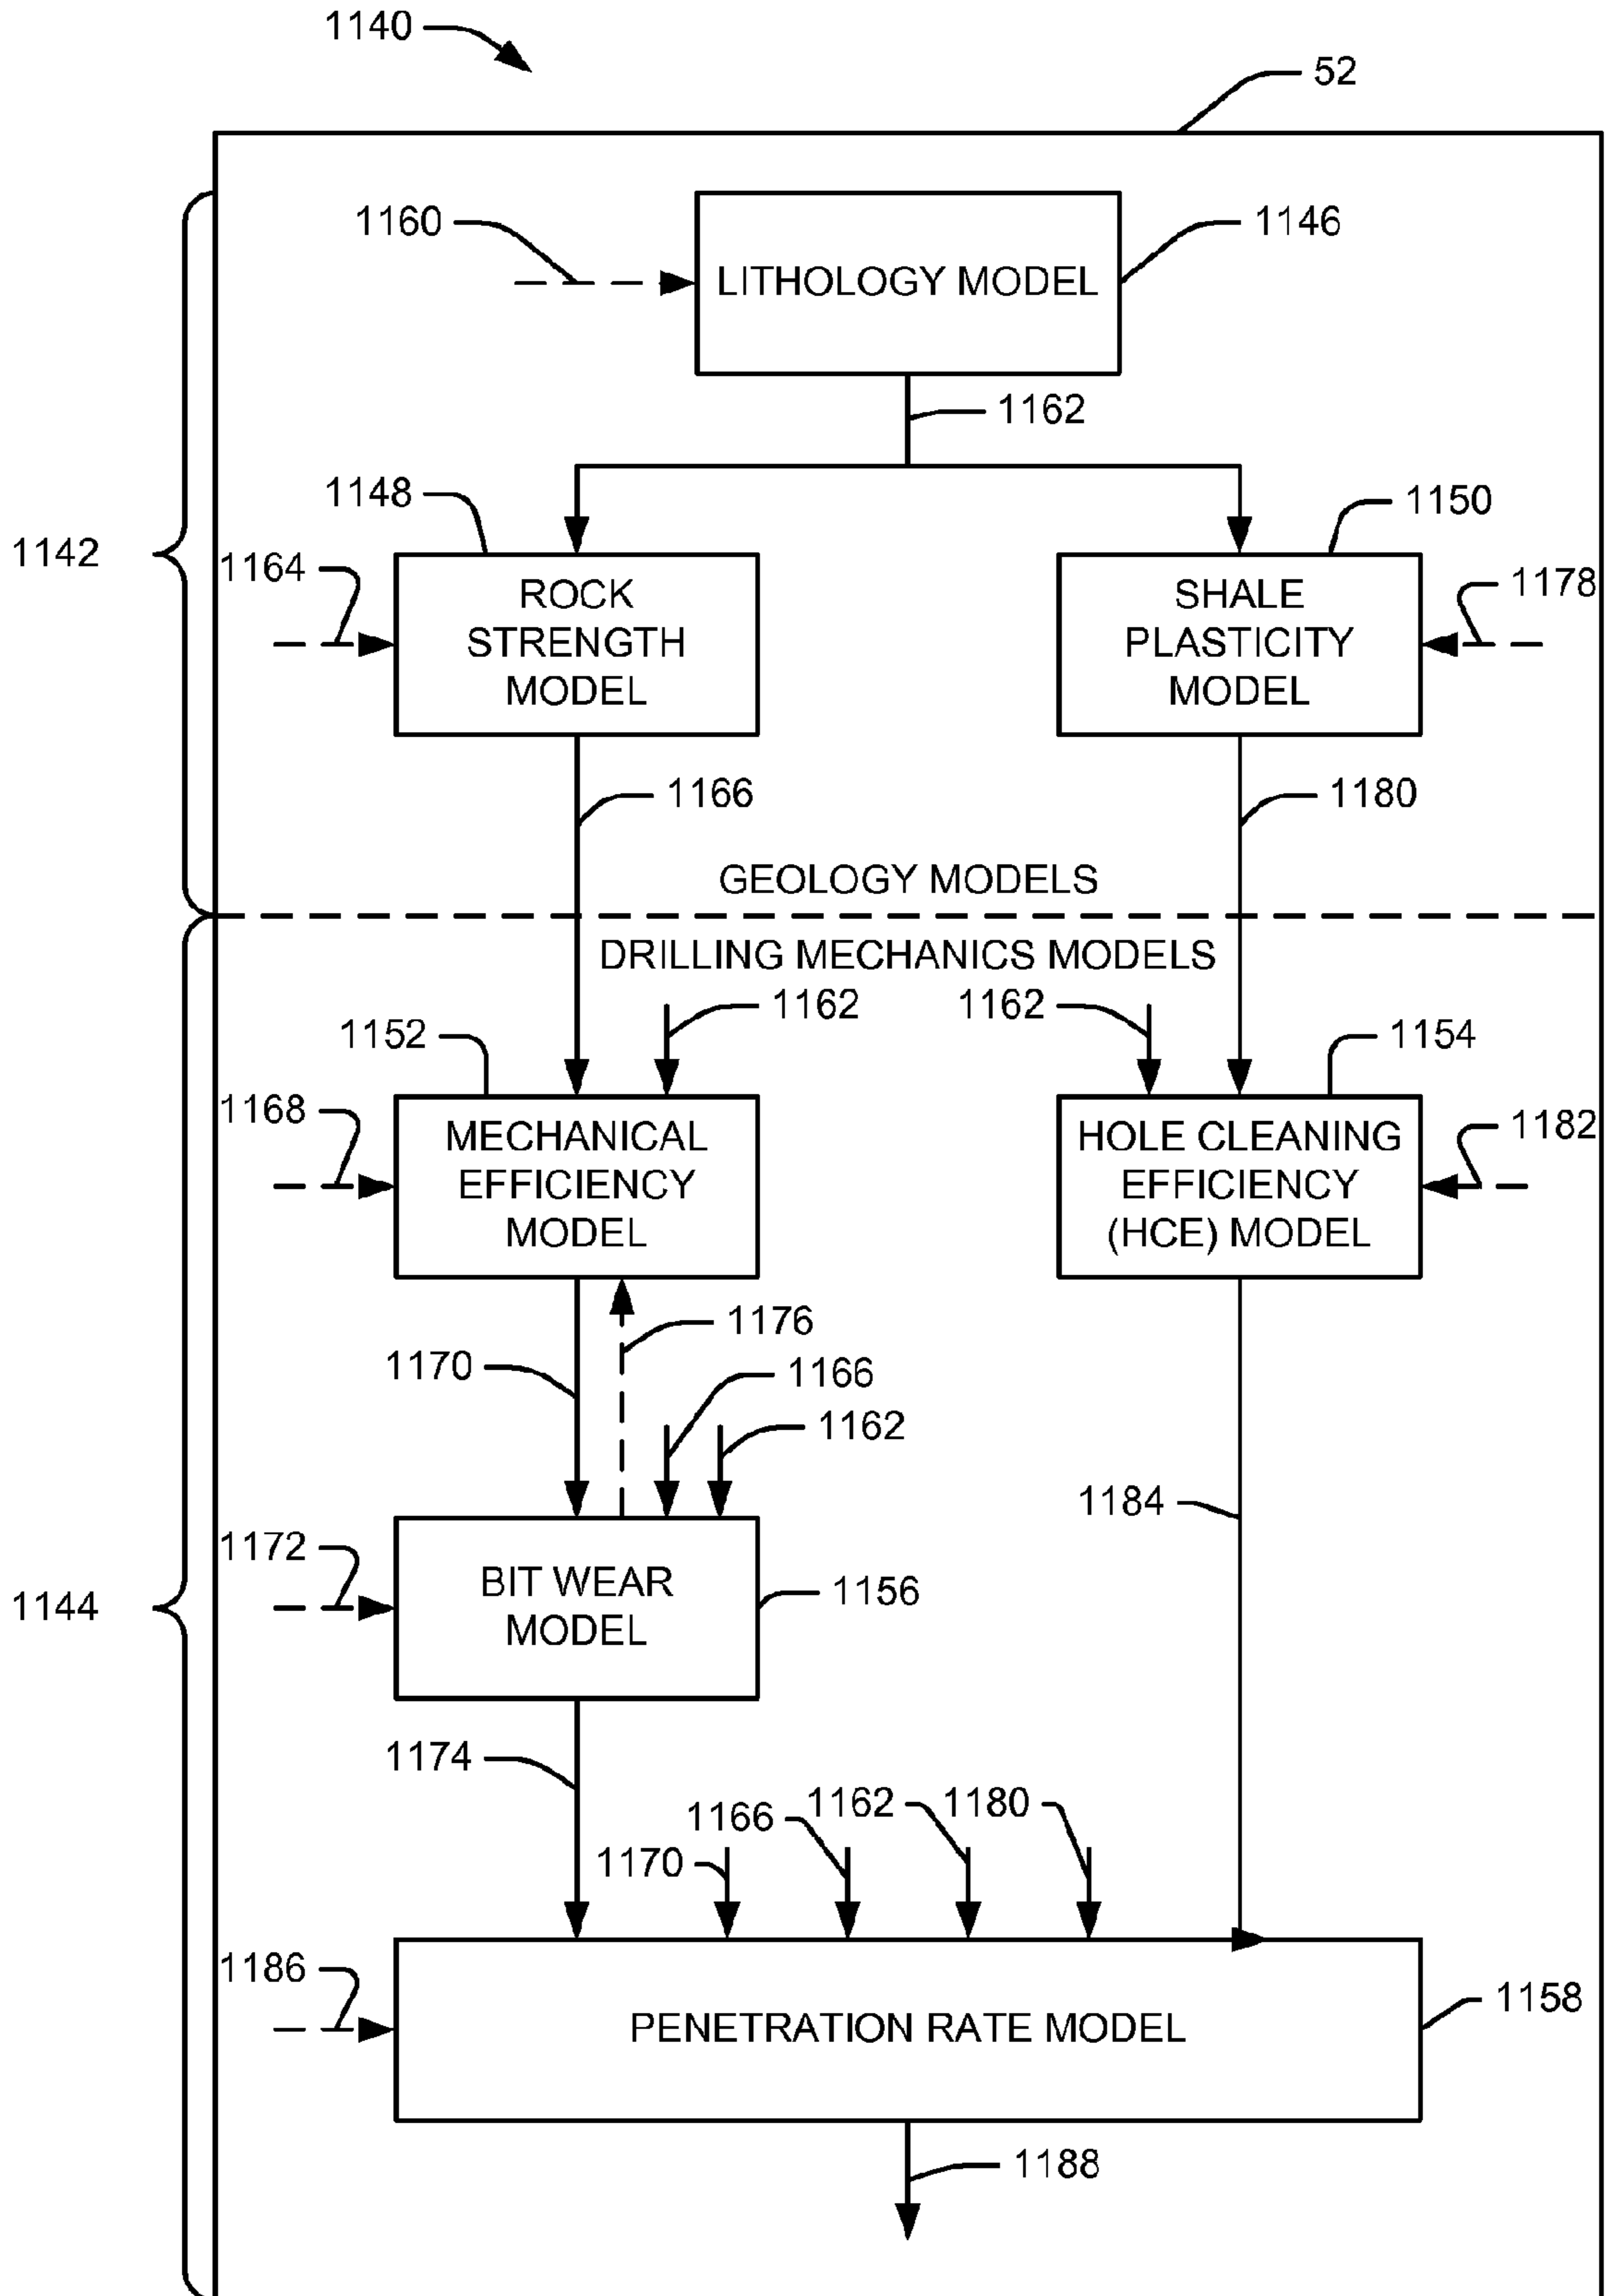 1140
52
1160
1146
LITHOLOGY MODEL
1162
1148
1150
1142
1164
1178
ROCK
STRENGTH
MODEL
SHALE
PLASTICITY
MODEL
1166
1180
GEOLOGY MODELS
DRILLING MECHANICS MODELS
1162
1162
1152
1154
1168
1182
MECHANICAL
EFFICIENCY
MODEL
HOLE CLEANING
EFFICIENCY
(HCE) MODEL
1176
1170
1166
1162
1184
1172
BIT WEAR
MODEL
1156
1144
1174
1170
1166
1162
1180
1186
1158
PENETRATION RATE MODEL
1188